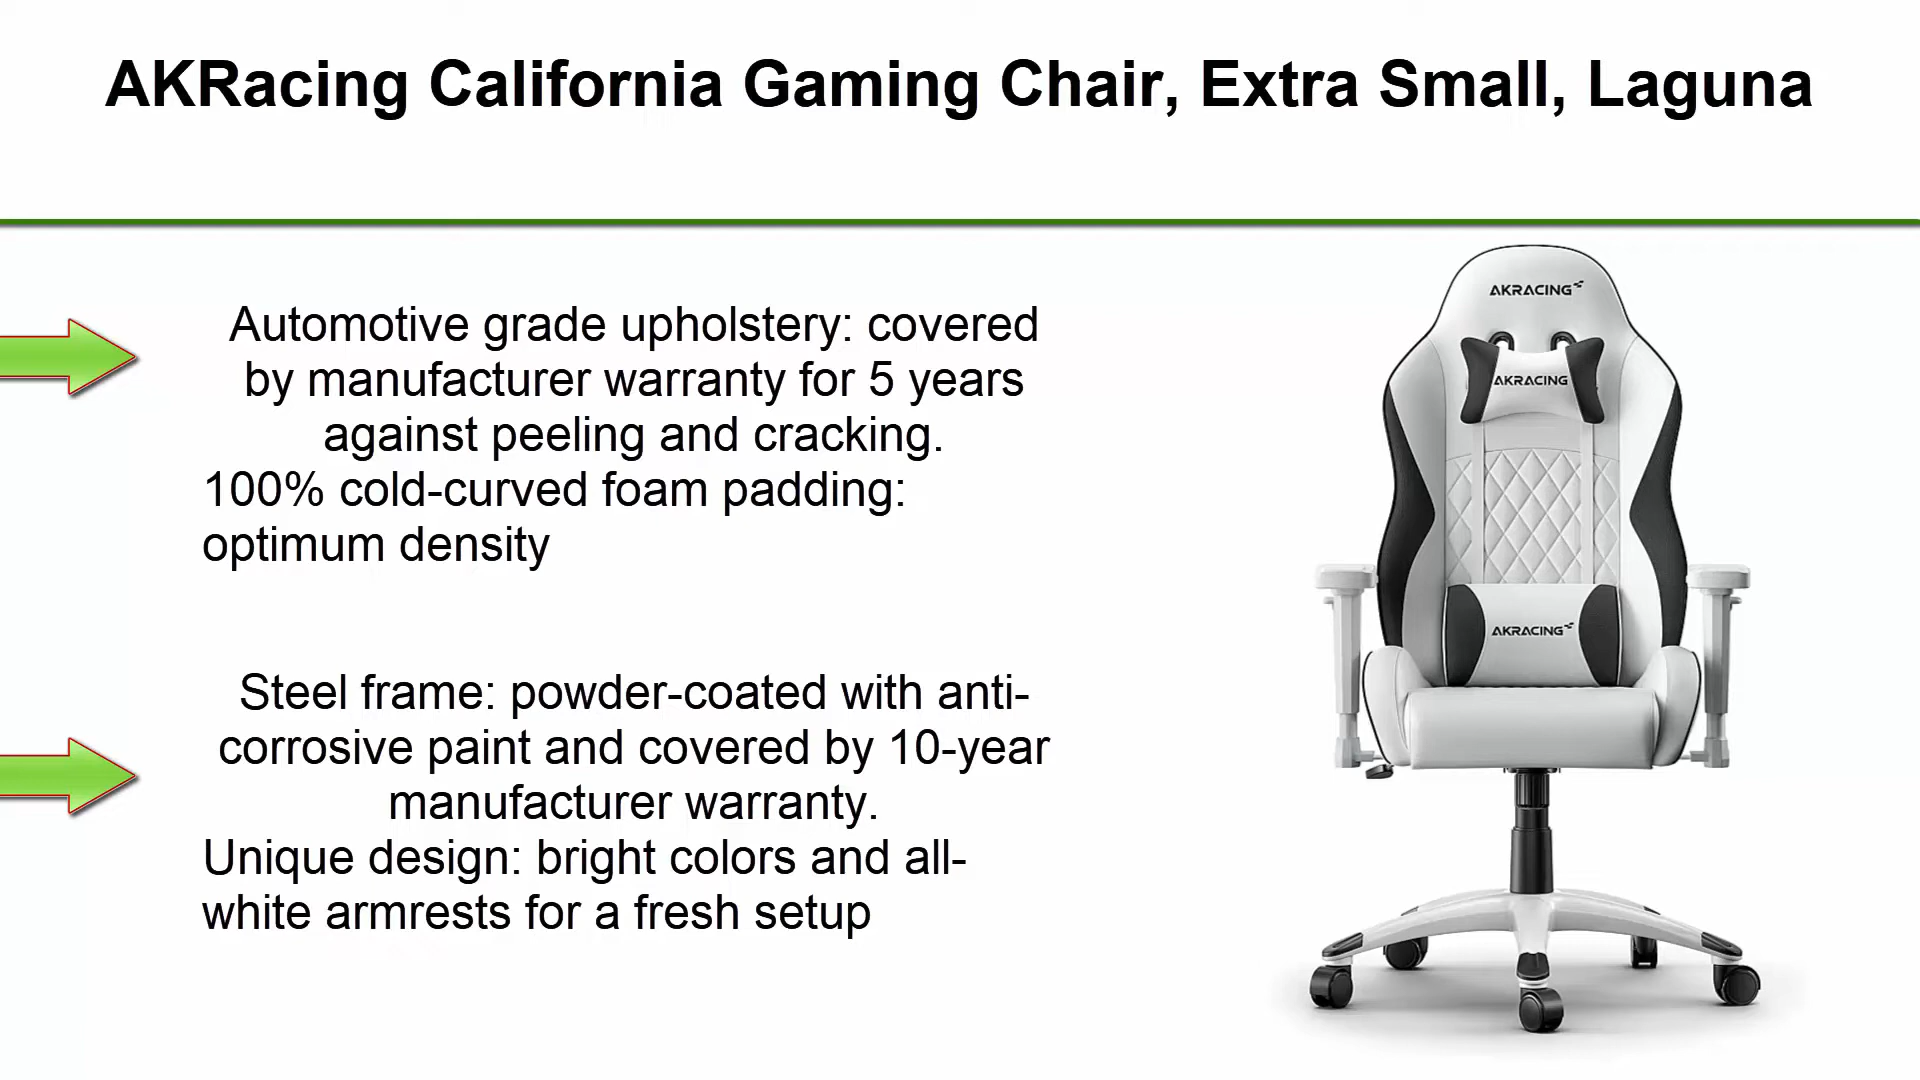 AKRacing California Gaming Chair, Extra Small, Laguna
Automotive grade upholstery: covered
by manufacturer warranty for 5 years
against peeling and cracking.
100% cold-curved foam padding:
optimum density
Steel frame: powder-coated with anti-
corrosive paint and covered by 10-year
manufacturer warranty.
Unique design: bright colors and all-
white armrests for a fresh setup
AKRACING
AKRACING
AKRACING